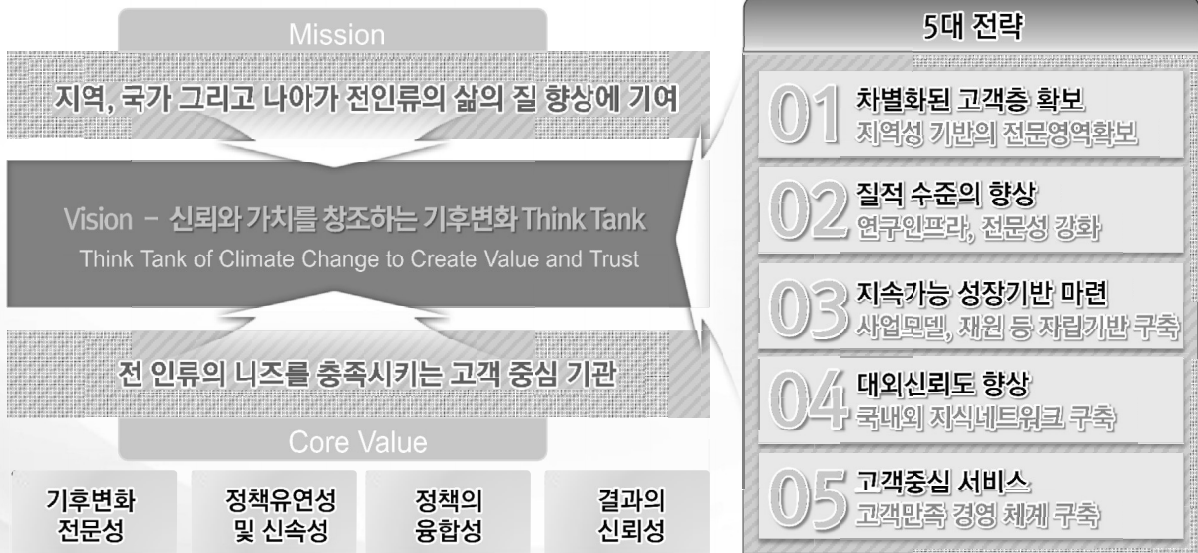 Mission
지역, 국가 그리고 나아가 전인류의 삶의 질 향상에 기여
Vision - 신뢰와 가치를 창조하는 기후변화 Think Tank
Think Tank of Climate Change to Create Value and Trust
전 인류의 니즈를 충족시키는 고객 중심 기관
Core Value
기후변화
전문성
정책유연성
및 신속성
정책의
융합성
결과의
신뢰성
5대 전략
01 차별화된 고객층 확보
지역성 기반의 전문영역확보
02 질적 수준의 향상
연구인프라, 전문성 강화
03 지속가능 성장기반 마련
사업모델, 재원 등 자립기반 구축
04 대외신뢰도 향상
국내외 지식네트워크 구축
05 고객중심 서비스
고객만족 경영 체계 구축